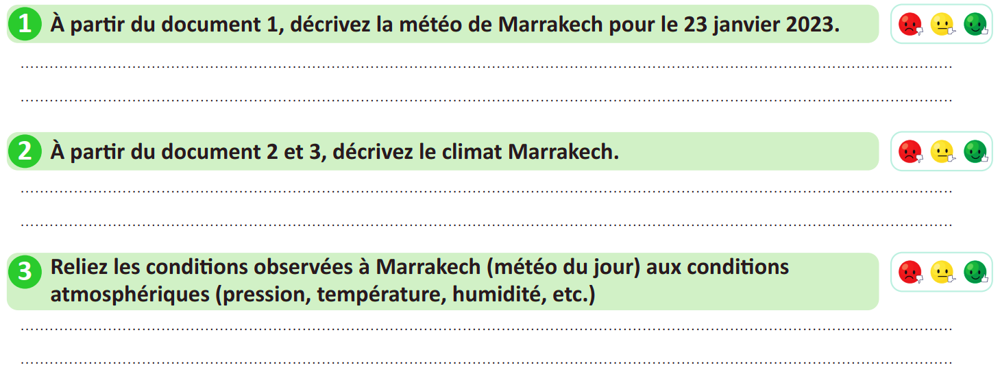 1 À partir du document 1, décrivez la météo de Marrakech pour le 23 janvier 2023.
2 À partir du document 2 et 3, décrivez le climat Marrakech.
3 Reliez les conditions observées à Marrakech (météo du jour) aux conditions
atmosphériques (pression, température, humidité, etc.)